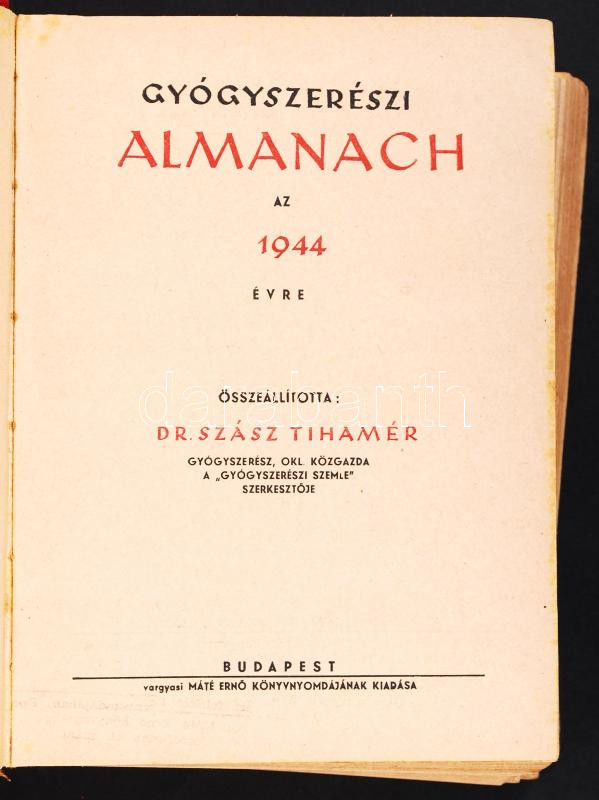 GYÓGYSZERÉSZI
ALMANACH
AZ
1944
ÉVRE
ÖSSZEÁLLÍTOTTA:
darabanth
DR. SZÁSZ TIHAMÉR
GYÓGYSZERÉSZ, OKL. KÖZGAZDA
A „GYÓGYSZERÉSZI SZEMLE"
SZERKESZTŐJE
BUDAPEST
vargyasi MÁTÉ ERNŐ KÖNYVNYOMDÁJÁNAK KIADÁSA